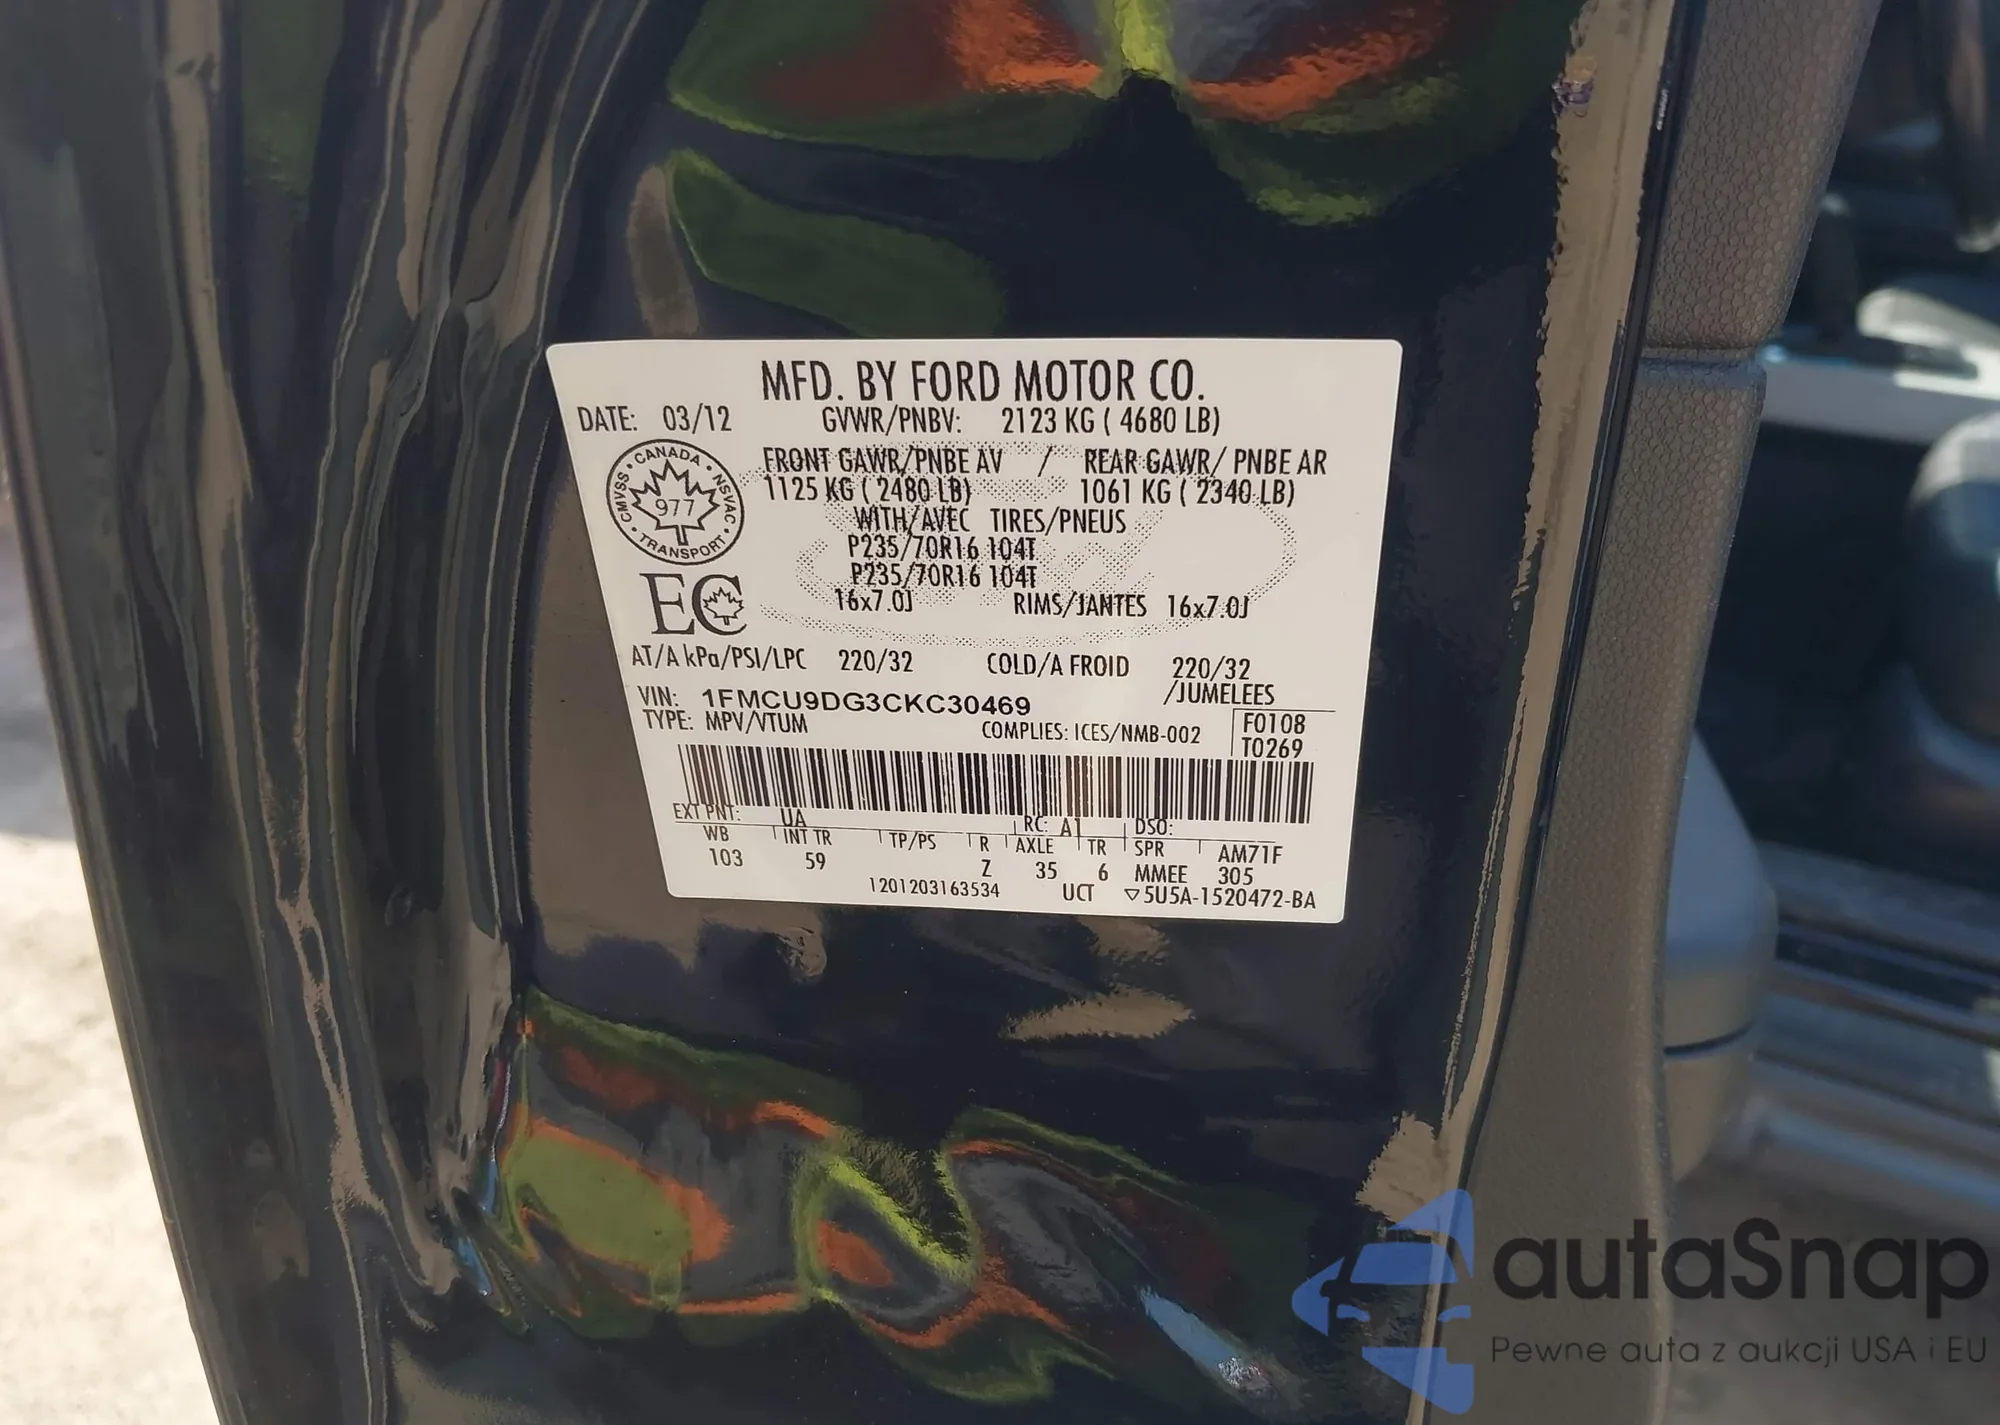 MFD. BY FORD MOTOR CO.
DATE: 03/12 GVWR/PNBV: 2123 KG ( 4680 LB)
FRONT GAWR/PNBE AV / REAR GAWR/ PNBE AR
1125 KG ( 2480 LB) 1061 KG ( 2340 LB)
WITH/AVEC TIRES/PNEUS
P235/70R16 104T
P235/70R16 104T
16x7.0J RIMS/JANTES 16x7.0J
CANADA • NSVAC • TRANSPORT • CMVSS •
977
EC
AT/A kPa/PSI/LPC 220/32 COLD/A FROID 220/32
/JUMELEES
VIN: 1FMCU9DG3CKC30469
TYPE: MPV/VTUM COMPLIES: ICES/NMB-002
F0108
T0269
EXT PNT: UA RC: A1 DSO:
WB INT TR TP/PS R AXLE TR SPR AM71F
103 59 Z 35 6 MMEE 305
1201203163534 UCT ▽5U5A-1520472-BA
autaSnap
Pewne auta z aukcji USA i EU